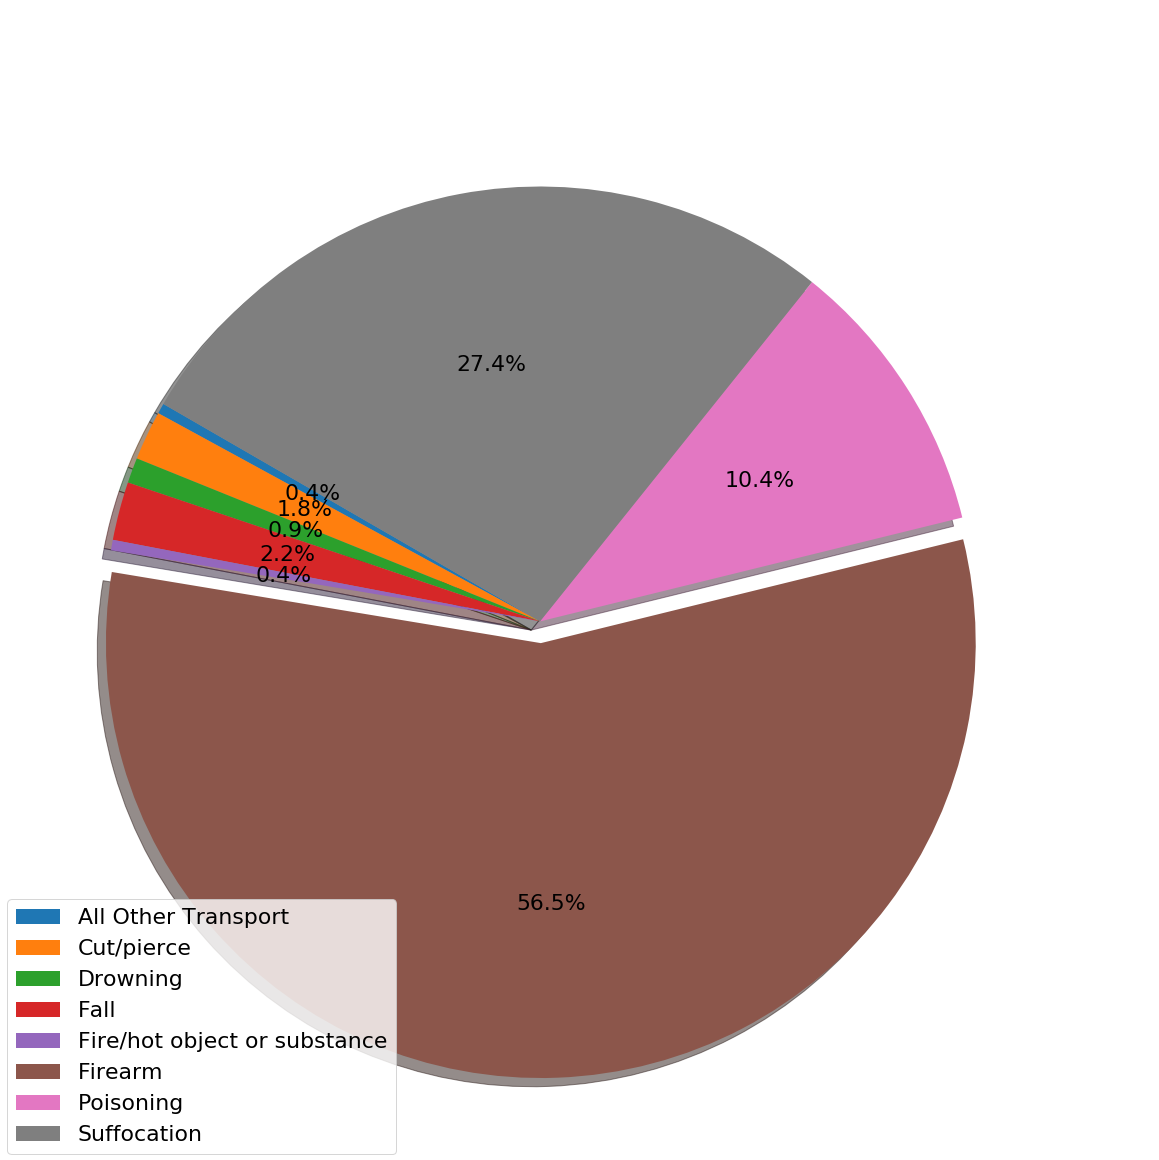 27.4%
10.4%
0.4%
1.8%
0.9%
2.2%
0.4%
56.5%
All Other Transport
Cut/pierce
Drowning
Fall
Fire/hot object or substance
Firearm
Poisoning
Suffocation